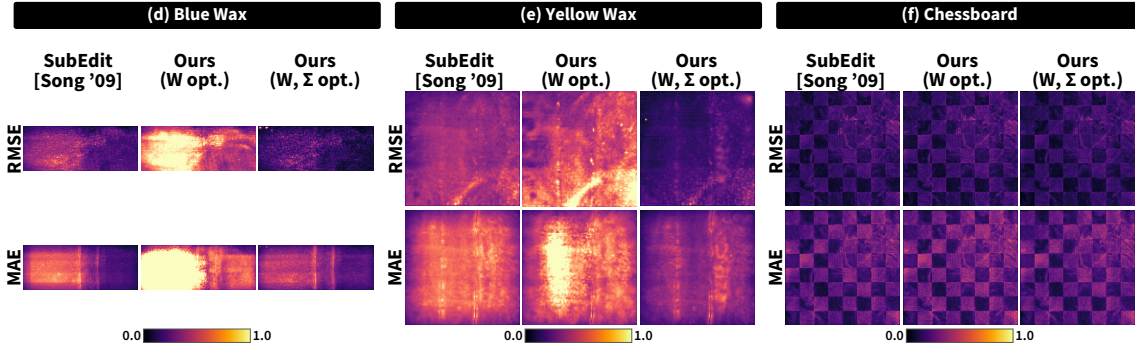 (d) Blue Wax
SubEdit Ours Ours
[Song ’09] (W opt.) (W, Σ opt.)
RMSE
MAE
0.0 1.0
(e) Yellow Wax
SubEdit Ours Ours
[Song ’09] (W opt.) (W, Σ opt.)
RMSE
MAE
0.0 1.0
(f) Chessboard
SubEdit Ours Ours
[Song ’09] (W opt.) (W, Σ opt.)
RMSE
MAE
0.0 1.0